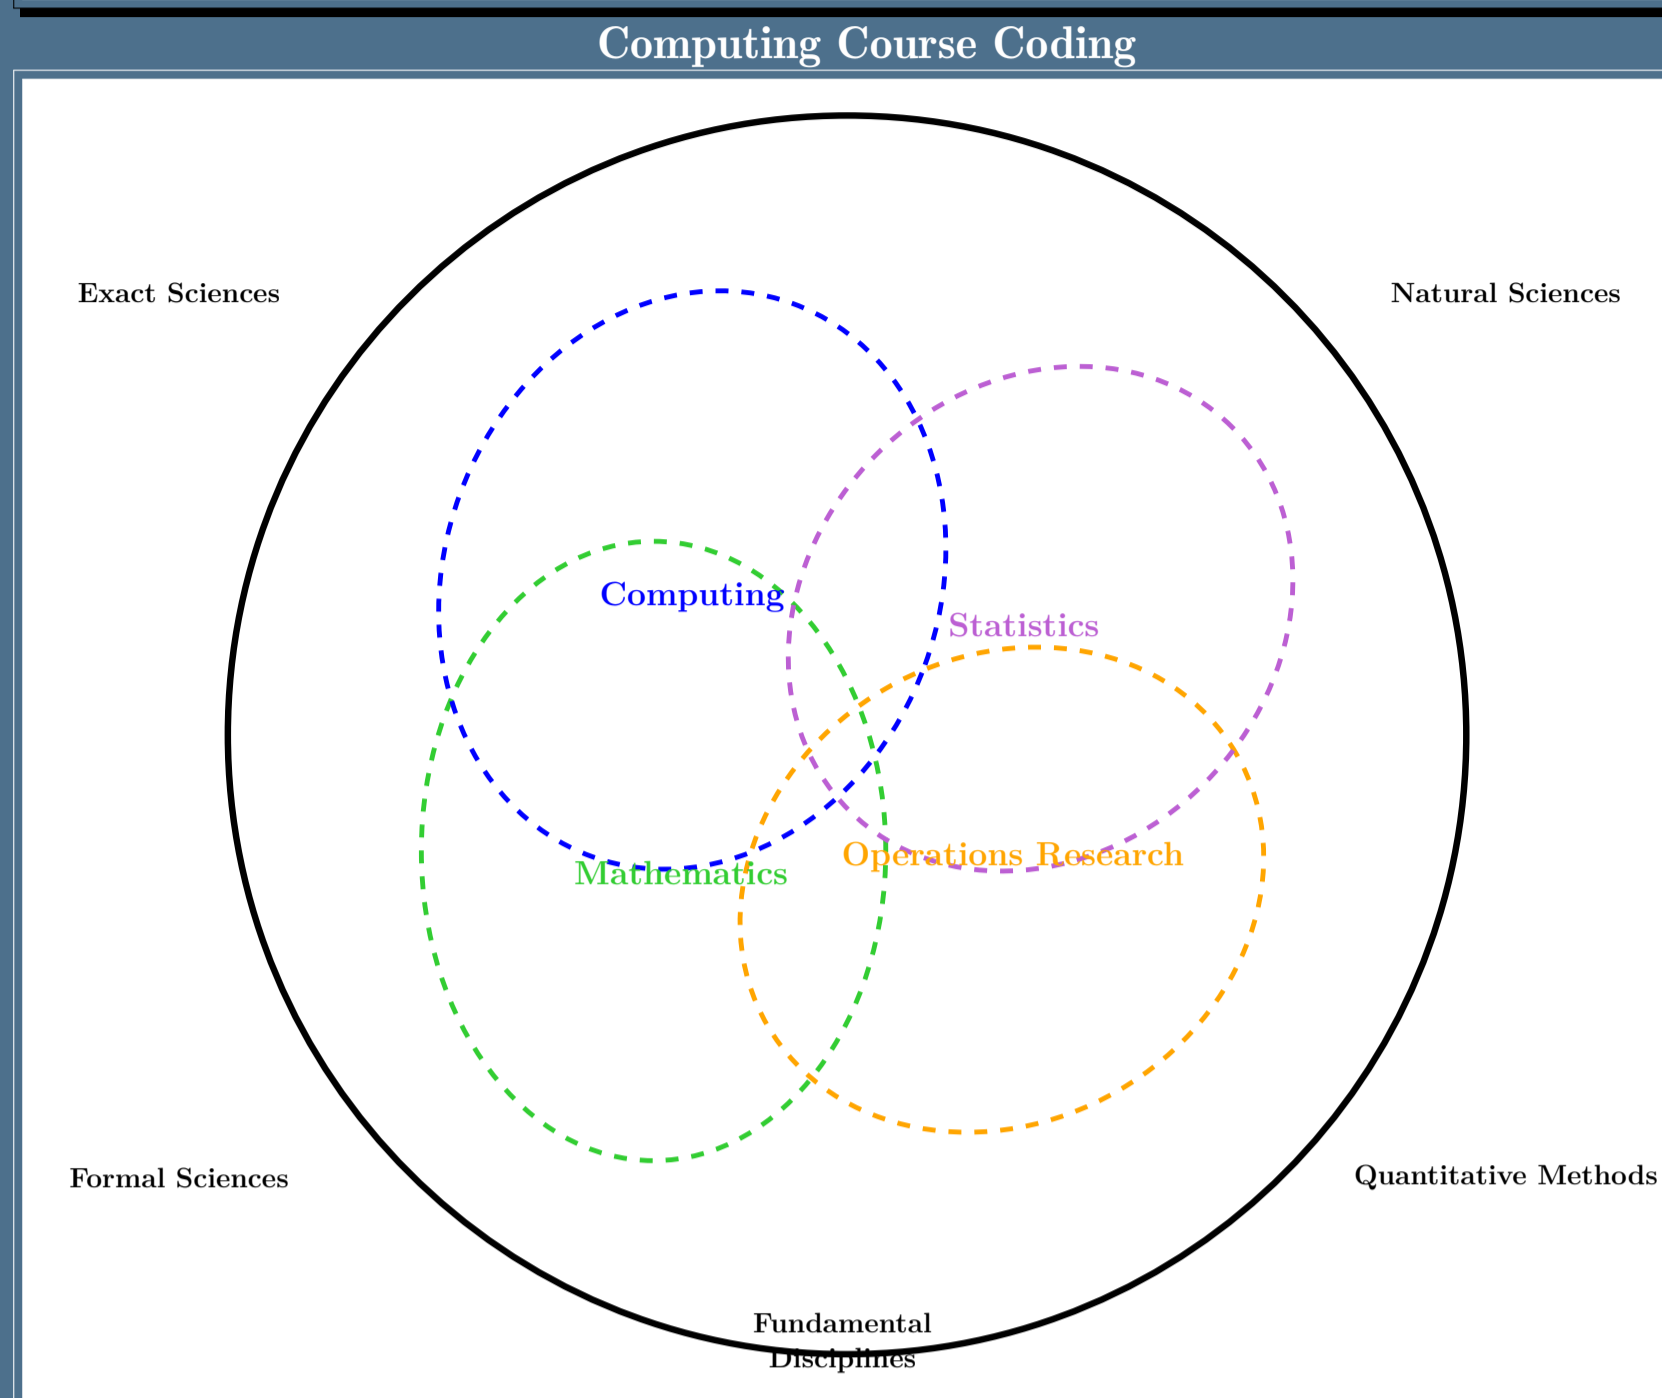 Computing Course Coding
Exact Sciences
Natural Sciences
Computing
Statistics
Operations Research
Mathematics
Formal Sciences
Quantitative Methods
Fundamental
Disciplines